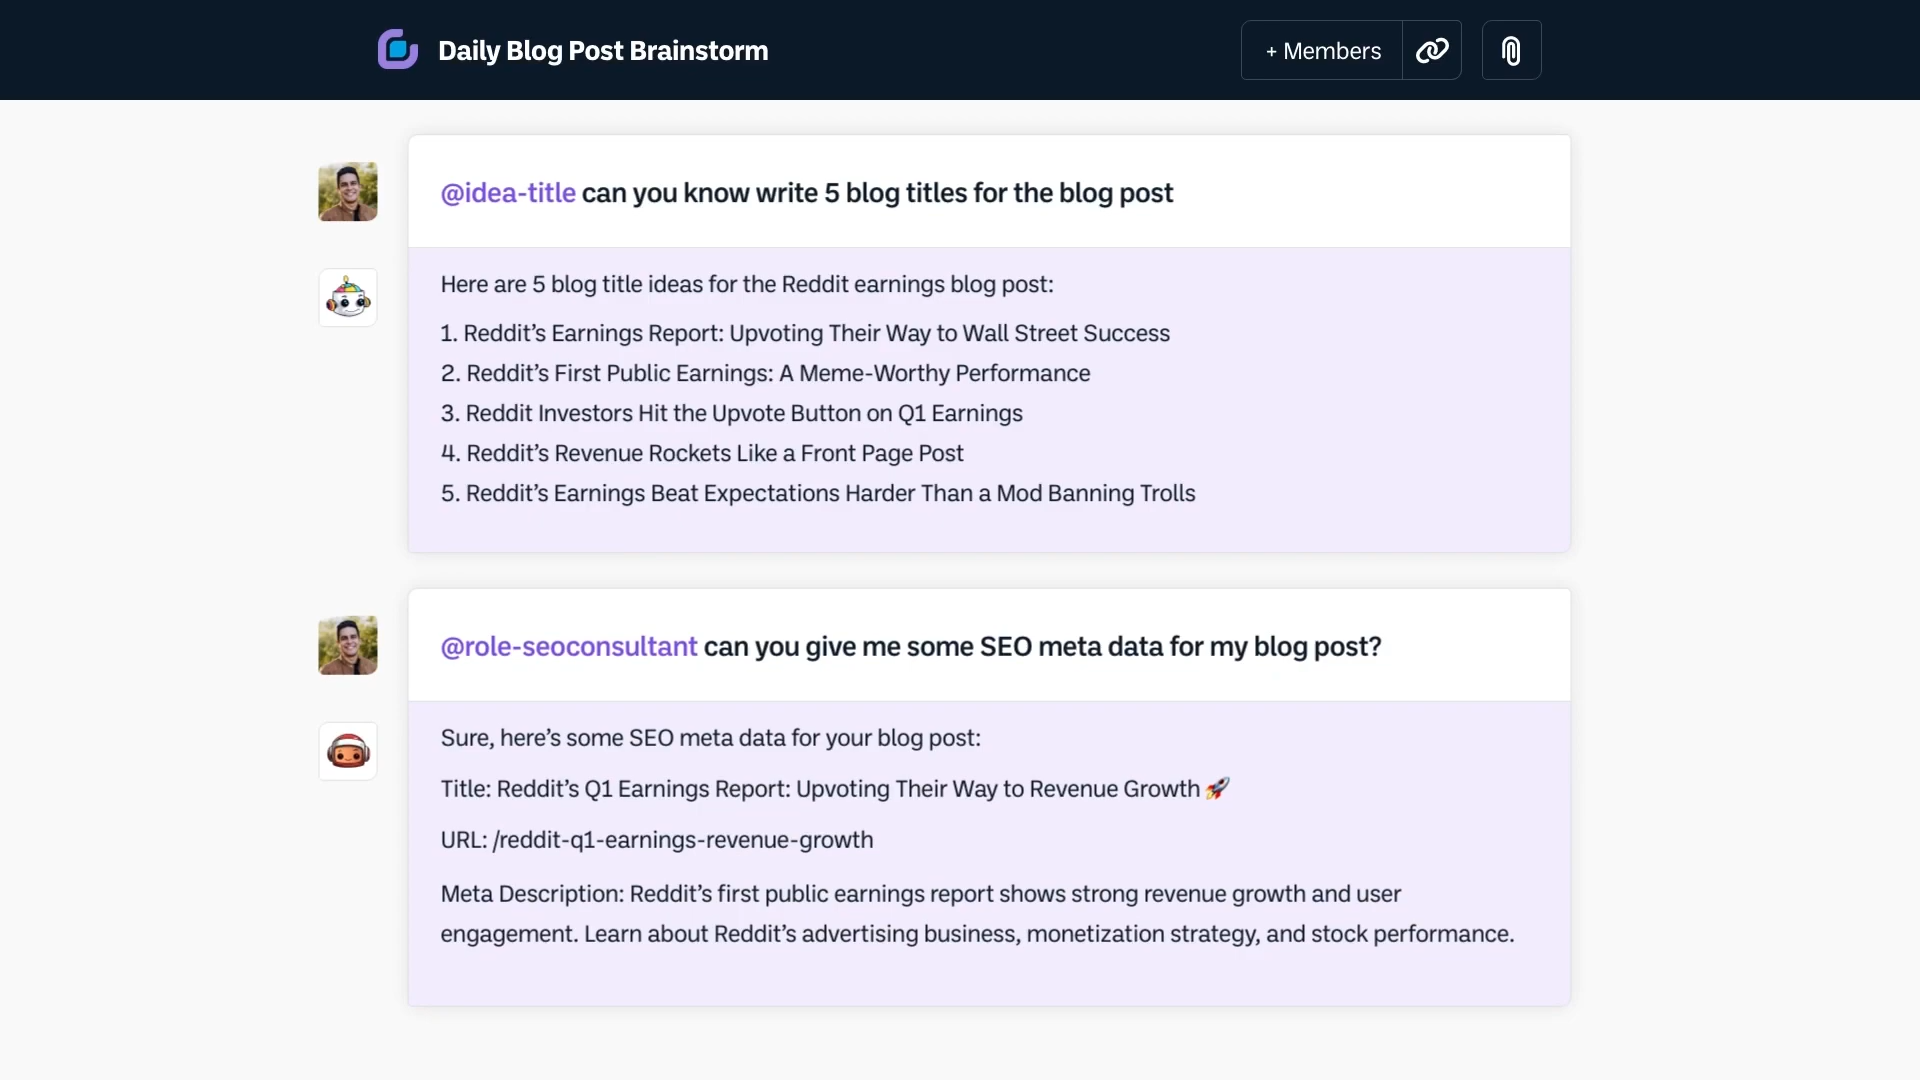 Daily Blog Post Brainstorm
+ Members
@idea-title can you know write 5 blog titles for the blog post
Here are 5 blog title ideas for the Reddit earnings blog post:
1. Reddit’s Earnings Report: Upvoting Their Way to Wall Street Success
2. Reddit’s First Public Earnings: A Meme-Worthy Performance
3. Reddit Investors Hit the Upvote Button on Q1 Earnings
4. Reddit’s Revenue Rockets Like a Front Page Post
5. Reddit’s Earnings Beat Expectations Harder Than a Mod Banning Trolls
@role-seoconsultant can you give me some SEO meta data for my blog post?
Sure, here’s some SEO meta data for your blog post:
Title: Reddit’s Q1 Earnings Report: Upvoting Their Way to Revenue Growth 🚀
URL: /reddit-q1-earnings-revenue-growth
Meta Description: Reddit’s first public earnings report shows strong revenue growth and user
engagement. Learn about Reddit’s advertising business, monetization strategy, and stock performance.